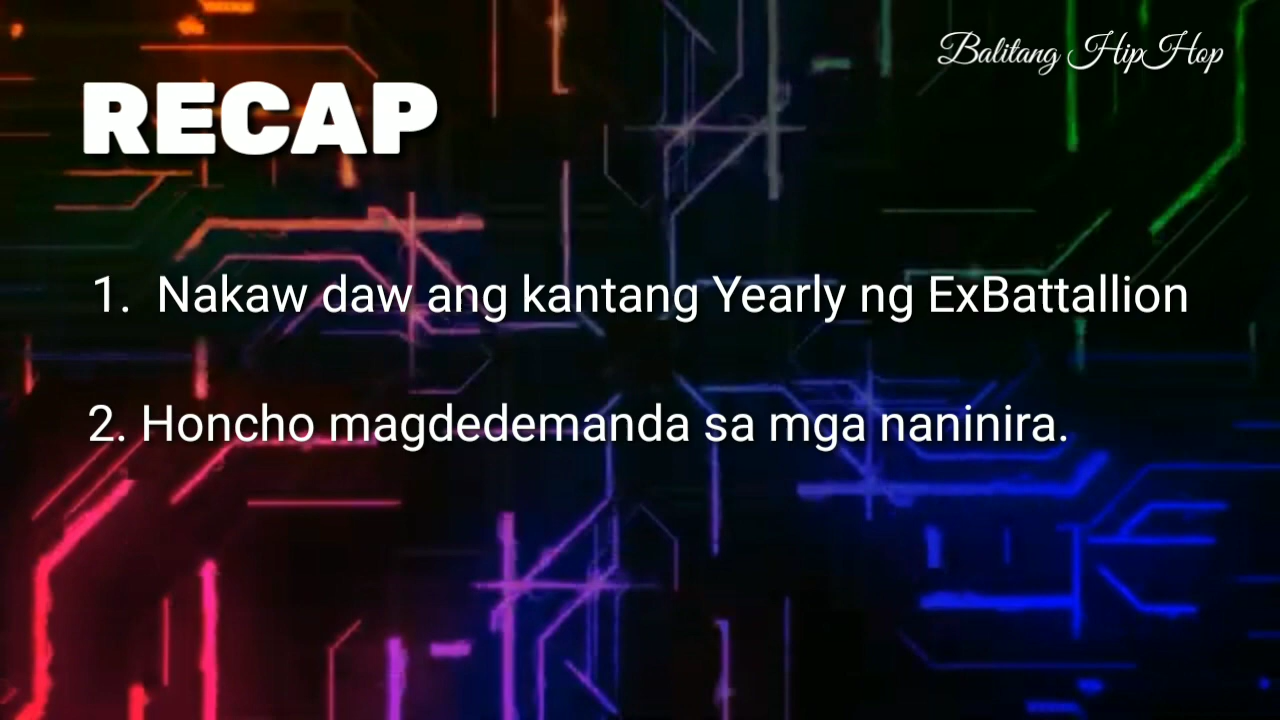 Balitang HipHop
RECAP
1. Nakaw daw ang kantang Yearly ng ExBattallion
2. Honcho magdedemanda sa mga naninira.